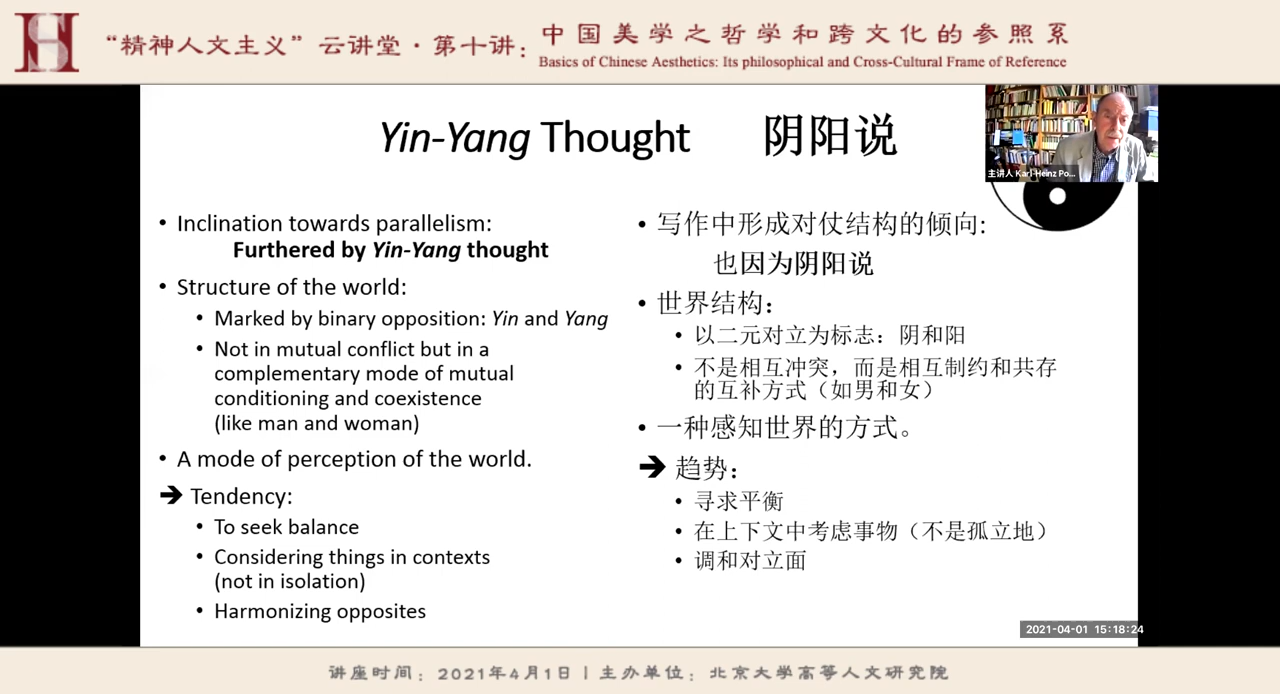 “精神人文主义”云讲堂·第十讲：
中国美学之哲学和跨文化的参照系
Basics of Chinese Aesthetics: Its philosophical and Cross-Cultural Frame of Reference
Yin-Yang Thought 阴阳说
主讲人 Karl-Heinz Po...
• Inclination towards parallelism:
Furthered by Yin-Yang thought
• Structure of the world:
• Marked by binary opposition: Yin and Yang
• Not in mutual conflict but in a
complementary mode of mutual
conditioning and coexistence
(like man and woman)
• A mode of perception of the world.
➔ Tendency:
• To seek balance
• Considering things in contexts
(not in isolation)
• Harmonizing opposites
• 写作中形成对仗结构的倾向:
也因为阴阳说
• 世界结构：
• 以二元对立为标志：阴和阳
• 不是相互冲突，而是相互制约和共存
的互补方式（如男和女）
• 一种感知世界的方式。
➔ 趋势：
• 寻求平衡
• 在上下文中考虑事物（不是孤立地）
• 调和对立面
2021-04-01 15:18:24
讲座时间：2021年4月1日丨主办单位：北京大学高等人文研究院